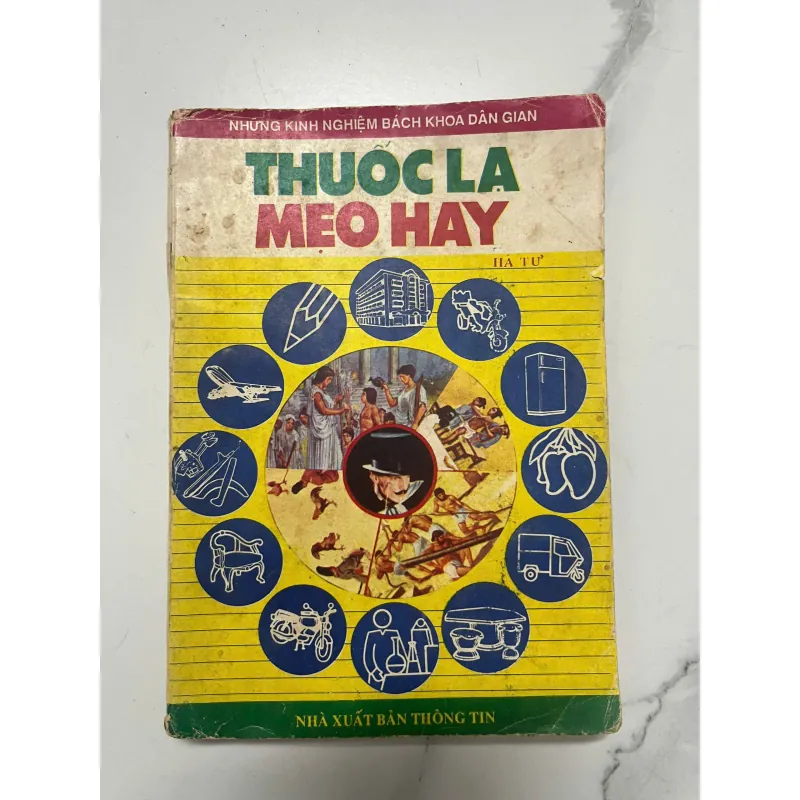 NHỮNG KINH NGHIỆM BÁCH KHOA DÂN GIAN
THUỐC LẠ
MẸO HAY
HÀ TƯ
NHÀ XUẤT BẢN THÔNG TIN